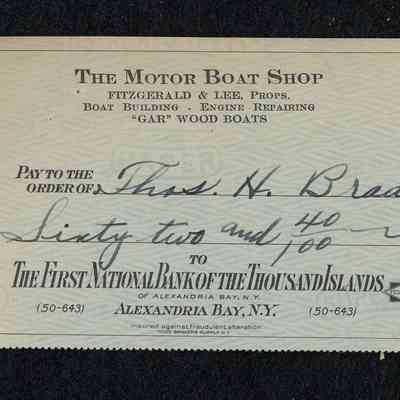 THE MOTOR BOAT SHOP
FITZGERALD & LEE, PROPS.
BOAT BUILDING - ENGINE REPAIRING
"GAR" WOOD BOATS
PAY TO THE
ORDER OF Thos. H. Brad
Sixty two and 40/100
TO
THE FIRST NATIONAL BANK OF THE THOUSAND ISLANDS
OF ALEXANDRIA BAY, N.Y.
(50-643) ALEXANDRIA BAY, N.Y. (50-643)
Insured against fraudulent alteration